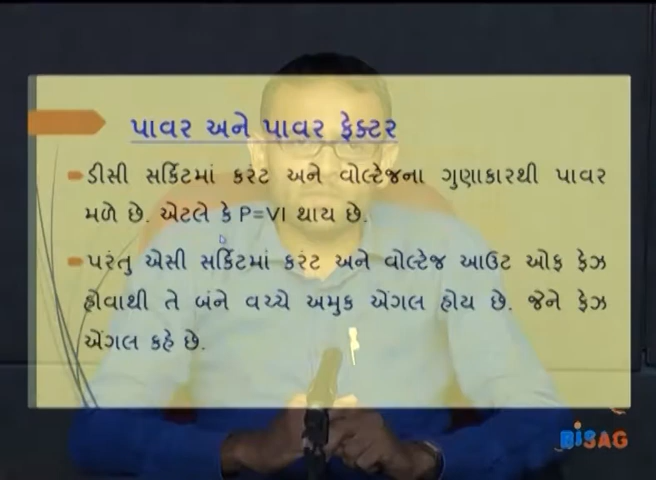 પાવર અને પાવર ફેક્ટર
ડીસી સર્કિટમાં કરંટ અને વોલ્ટેજના ગુણાકારથી પાવર
મળે છે. એટલે કે P=VI થાય છે.
પરંતુ એસી સર્કિટમાં કરંટ અને વોલ્ટેજ આઉટ ઓફ ફેઝ
હોવાથી તે બંને વચ્ચે અમુક એંગલ હોય છે. જેને ફેઝ
એંગલ કહે છે.
BISAG